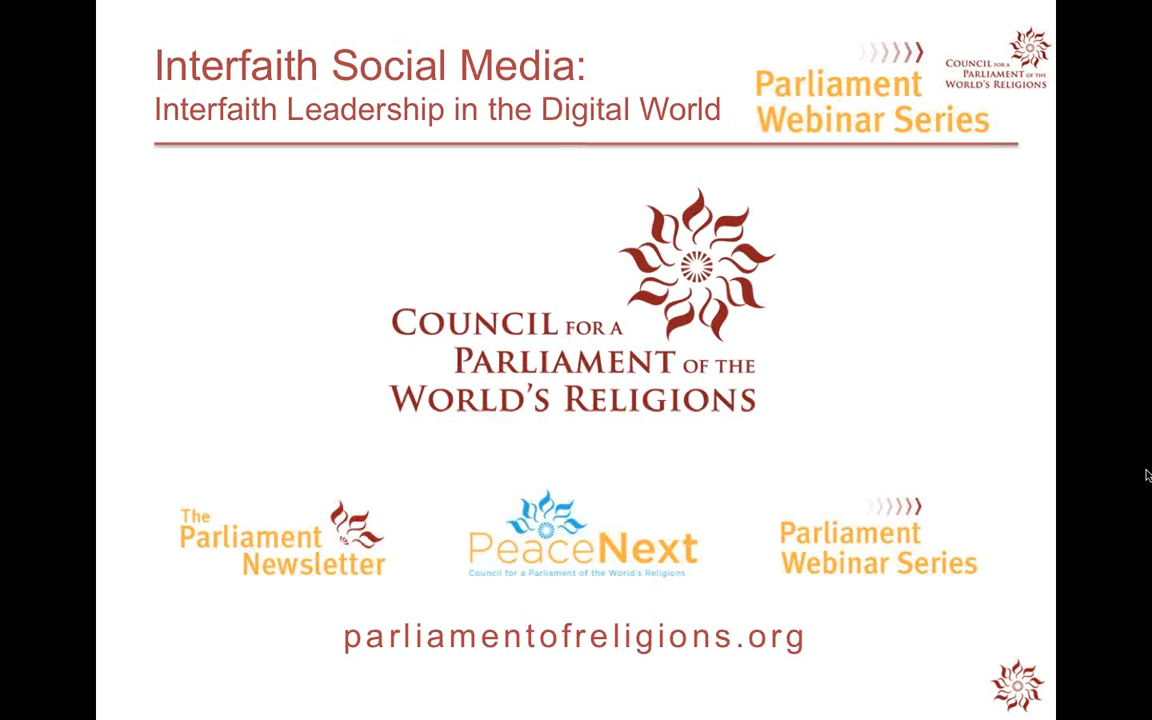 Interfaith Social Media:
Interfaith Leadership in the Digital World
Parliament
Webinar Series
COUNCIL FOR A
PARLIAMENT OF THE
WORLD'S RELIGIONS
COUNCIL FOR A
PARLIAMENT OF THE
WORLD'S RELIGIONS
The
Parliament
Newsletter
PeaceNext
Council for a Parliament of the World's Religions
Parliament
Webinar Series
parliamentofreligions.org